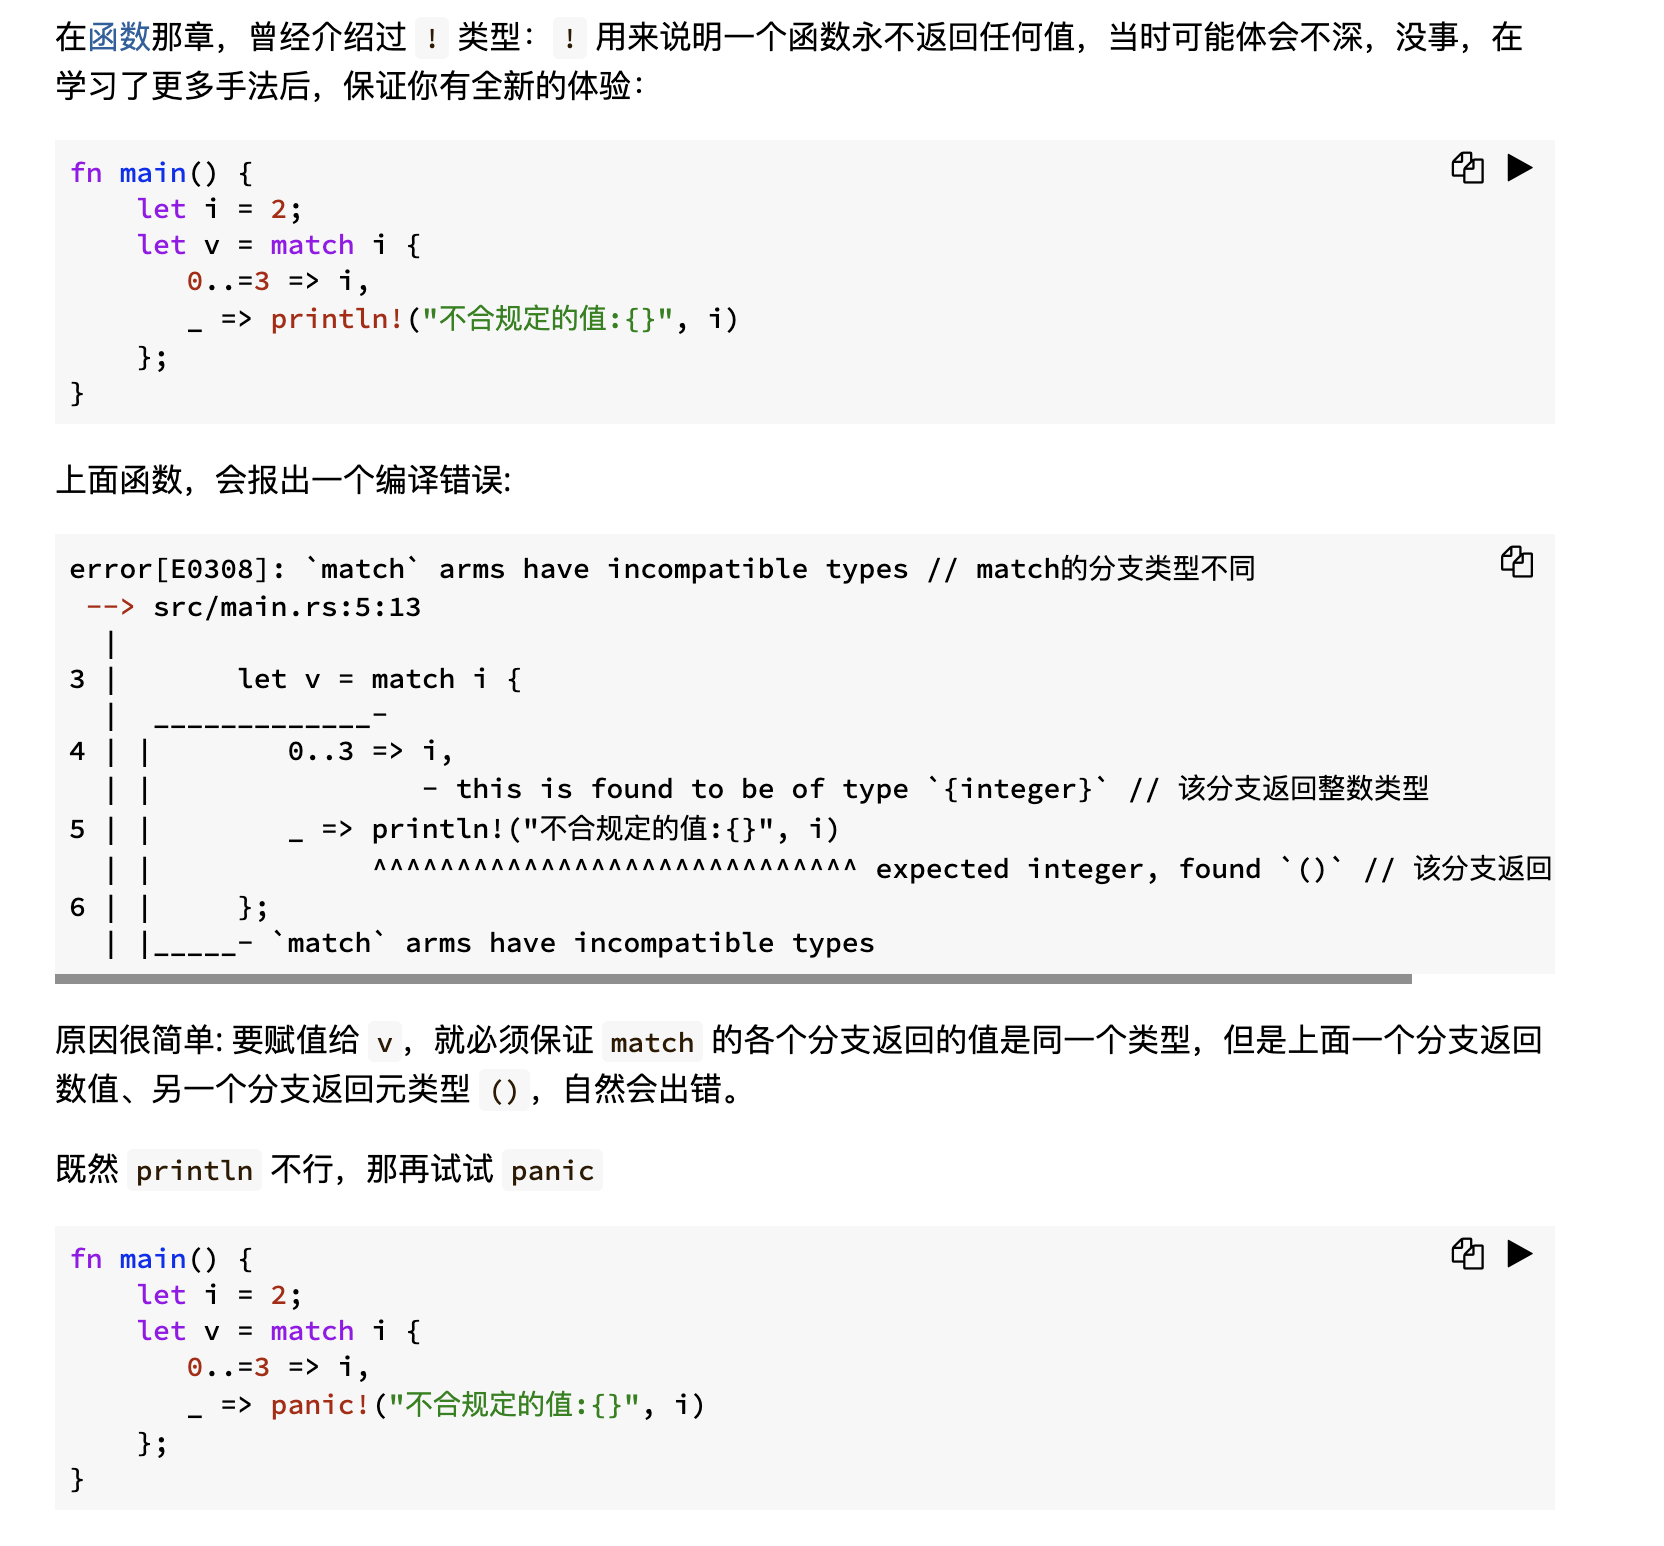 在函数那章，曾经介绍过 ! 类型： ! 用来说明一个函数永不返回任何值，当时可能体会不深，没事，在
学习了更多手法后，保证你有全新的体验：
fn main() {
    let i = 2;
    let v = match i {
       0..=3 => i,
       _ => println!("不合规定的值:{}", i)
    };
}
上面函数，会报出一个编译错误:
error[E0308]: `match` arms have incompatible types // match的分支类型不同
 --> src/main.rs:5:13
  |
3 |       let v = match i {
  |  _____________-
4 | |        0..3 => i,
  | |                - this is found to be of type `{integer}` // 该分支返回整数类型
5 | |        _ => println!("不合规定的值:{}", i)
  | |             ^^^^^^^^^^^^^^^^^^^^^^^^^^^^^ expected integer, found `()` // 该分支返回
6 | |     };
  | |_____- `match` arms have incompatible types
原因很简单: 要赋值给 v ，就必须保证 match 的各个分支返回的值是同一个类型，但是上面一个分支返回
数值、另一个分支返回元类型 () ，自然会出错。
既然 println 不行，那再试试 panic
fn main() {
    let i = 2;
    let v = match i {
       0..=3 => i,
       _ => panic!("不合规定的值:{}", i)
    };
}